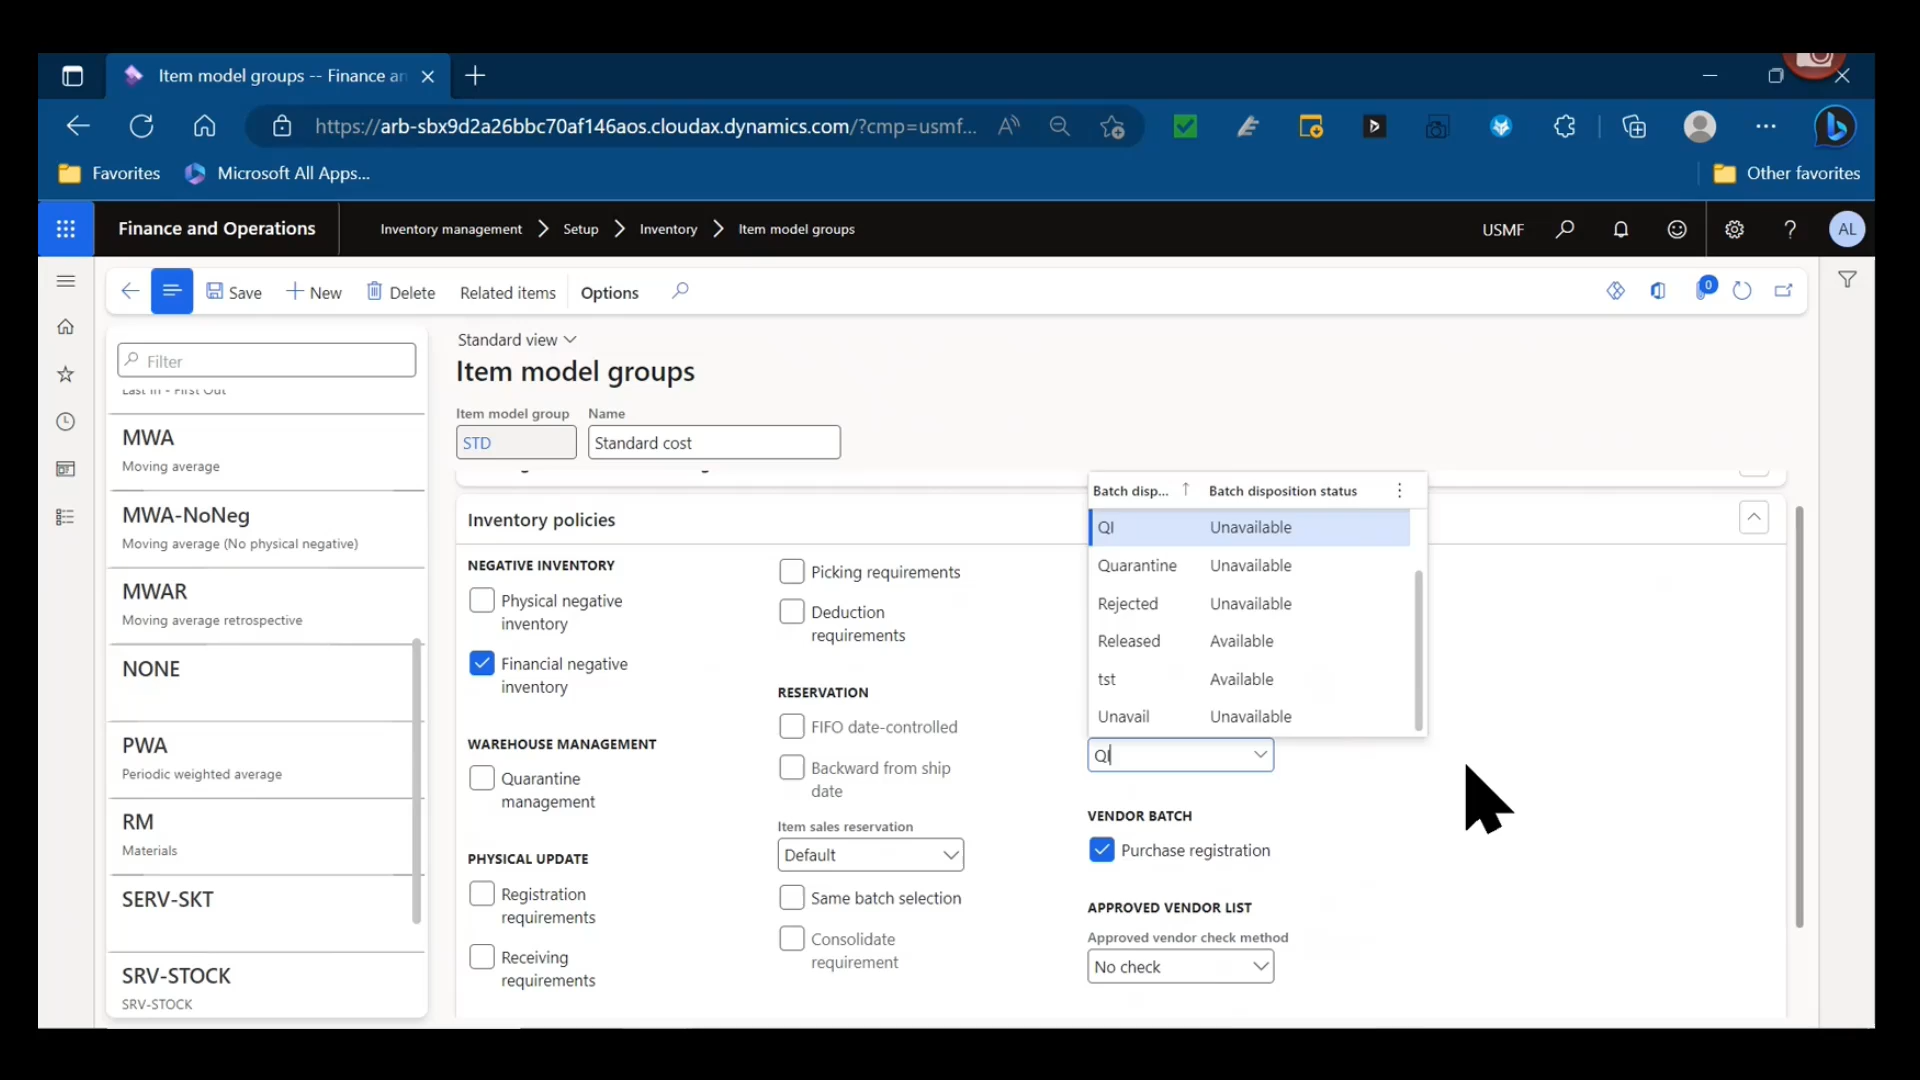 Item model groups -- Finance an
https://arb-sbx9d2a26bbc70af146aos.cloudax.dynamics.com/?cmp=usmf...
Favorites
Microsoft All Apps...
Other favorites
Finance and Operations
Inventory management
Setup
Inventory
Item model groups
USMF
AL
Save
New
Delete
Related items
Options
0
Filter
Last In - First Out
MWA
Moving average
MWA-NoNeg
Moving average (No physical negative)
MWAR
Moving average retrospective
NONE
PWA
Periodic weighted average
RM
Materials
SERV-SKT
SRV-STOCK
SRV-STOCK
Standard view
Item model groups
Item model group
Name
STD
Standard cost
Inventory policies
NEGATIVE INVENTORY
Physical negative
inventory
Financial negative
inventory
WAREHOUSE MANAGEMENT
Quarantine
management
PHYSICAL UPDATE
Registration
requirements
Receiving
requirements
Picking requirements
Deduction
requirements
RESERVATION
FIFO date-controlled
Backward from ship
date
Item sales reservation
Default
Same batch selection
Consolidate
requirement
Batch disp...
Batch disposition status
QI Unavailable
Quarantine Unavailable
Rejected Unavailable
Released Available
tst Available
Unavail Unavailable
QI
VENDOR BATCH
Purchase registration
APPROVED VENDOR LIST
Approved vendor check method
No check